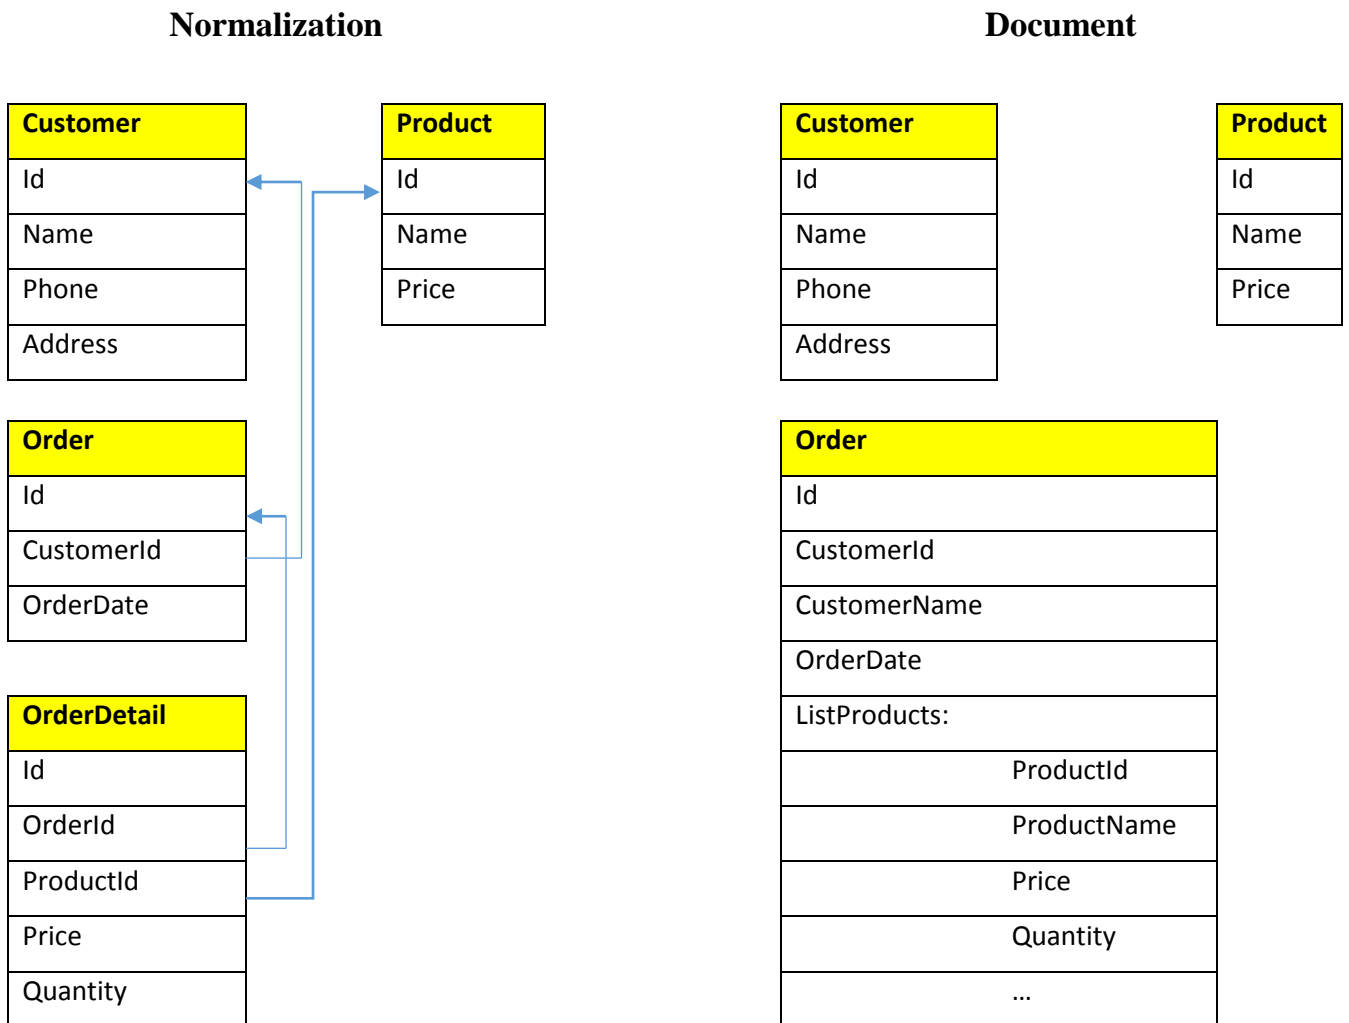 Normalization
Customer
Id
Name
Phone
Address
Product
Id
Name
Price
Order
Id
CustomerId
OrderDate
OrderDetail
Id
OrderId
ProductId
Price
Quantity
Document
Customer
Id
Name
Phone
Address
Product
Id
Name
Price
Order
Id
CustomerId
CustomerName
OrderDate
ListProducts:
ProductId
ProductName
Price
Quantity
...